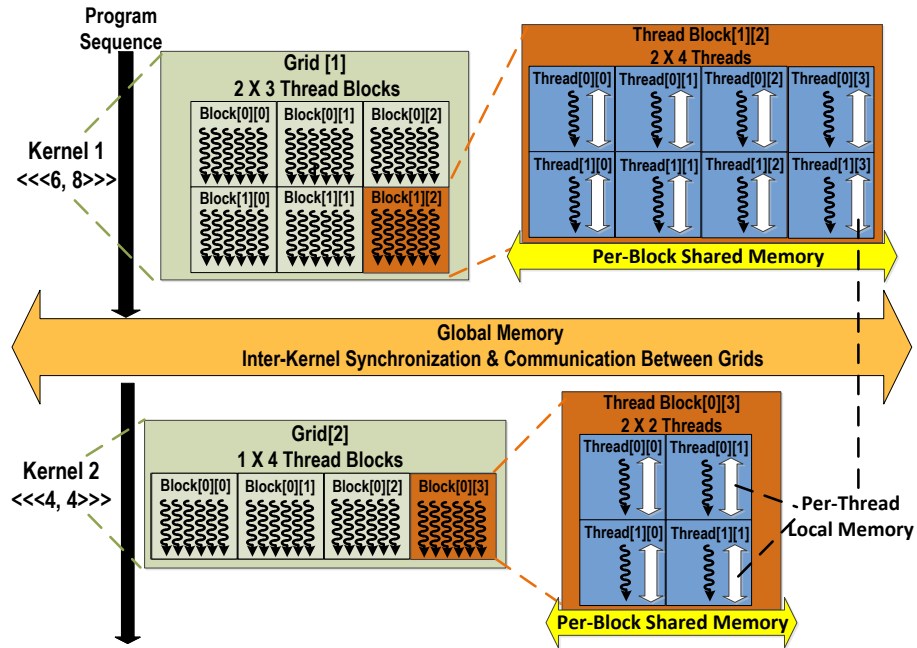 Program
Sequence
Kernel 1
<<<6, 8>>>
Grid [1]
2 X 3 Thread Blocks
Block[0][0]
Block[0][1]
Block[0][2]
Block[1][0]
Block[1][1]
Block[1][2]
Thread Block[1][2]
2 X 4 Threads
Thread[0][0]
Thread[0][1]
Thread[0][2]
Thread[0][3]
Thread[1][0]
Thread[1][1]
Thread[1][2]
Thread[1][3]
Per-Block Shared Memory
Global Memory
Inter-Kernel Synchronization & Communication Between Grids
Kernel 2
<<<4, 4>>>
Grid[2]
1 X 4 Thread Blocks
Block[0][0]
Block[0][1]
Block[0][2]
Block[0][3]
Thread Block[0][3]
2 X 2 Threads
Thread[0][0]
Thread[0][1]
Thread[1][0]
Thread[1][1]
Per-Block Shared Memory
Per-Thread
Local Memory